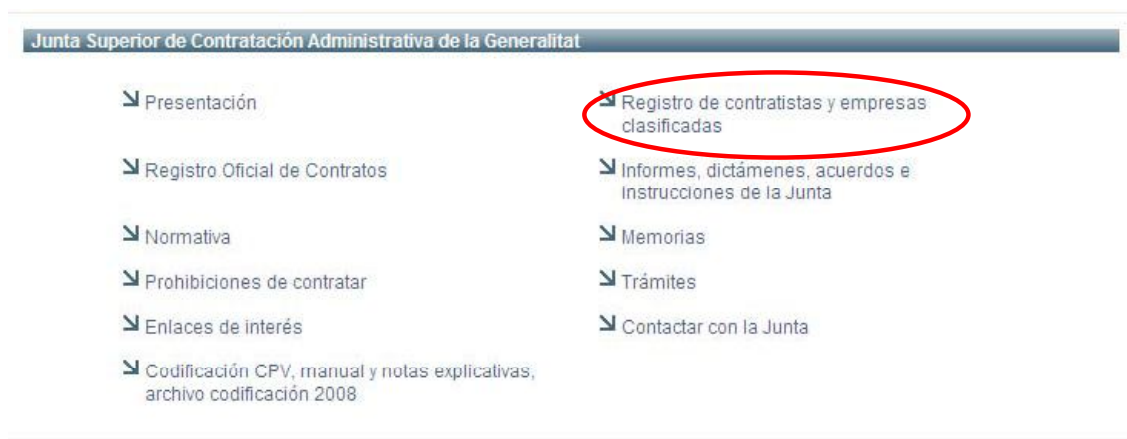 Junta Superior de Contratación Administrativa de la Generalitat
Presentación
Registro de contratistas y empresas
clasificadas
Registro Oficial de Contratos
Informes, dictámenes, acuerdos e
instrucciones de la Junta
Normativa
Memorias
Prohibiciones de contratar
Trámites
Enlaces de interés
Contactar con la Junta
Codificación CPV, manual y notas explicativas,
archivo codificación 2008